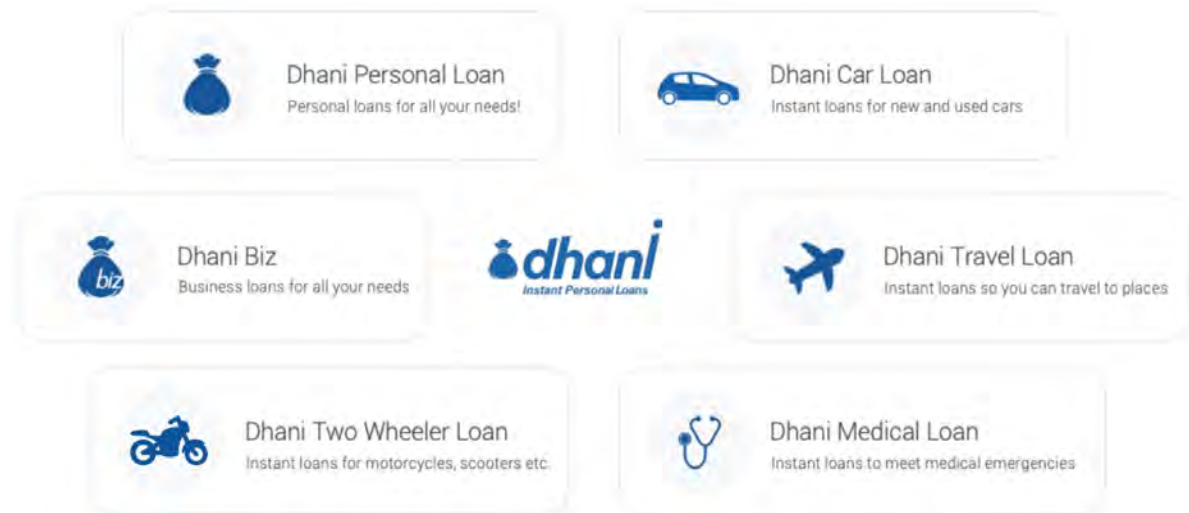 Dhani Personal Loan
Personal loans for all your needs!
Dhani Car Loan
Instant loans for new and used cars
Dhani Biz
Business loans for all your needs
biz
dhani
Instant Personal Loans
Dhani Travel Loan
Instant loans so you can travel to places
Dhani Two Wheeler Loan
Instant loans for motorcycles, scooters etc
Dhani Medical Loan
Instant loans to meet medical emergencies